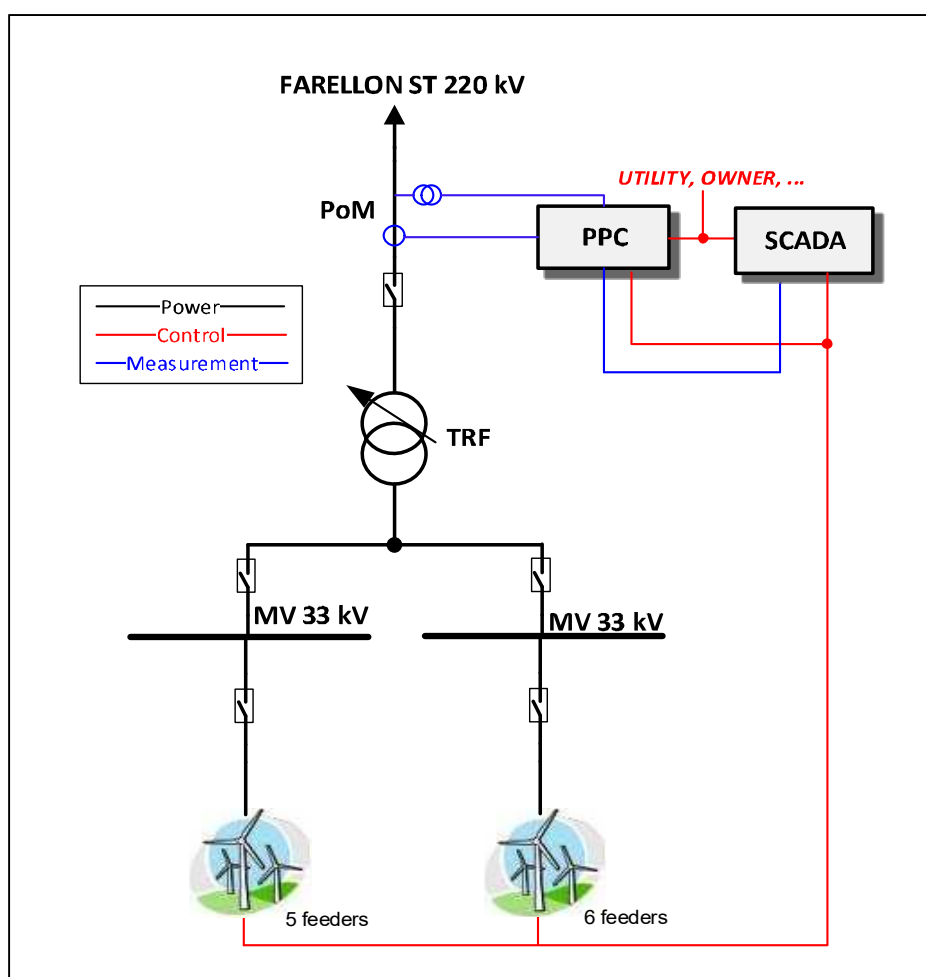 FARELLON ST 220 kV
UTILITY, OWNER, ...
PoM
PPC
SCADA
Power
Control
Measurement
TRF
MV 33 kV
MV 33 kV
5 feeders
6 feeders